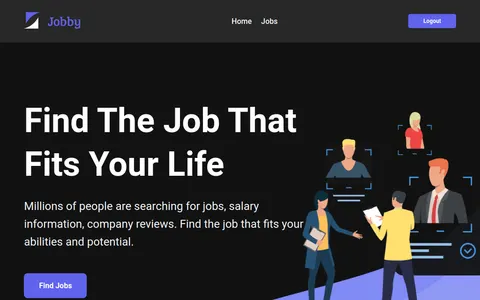 Jobby
Home
Jobs
Logout
Find The Job That
Fits Your Life
Millions of people are searching for jobs, salary
information, company reviews. Find the job that fits your
abilities and potential.
Find Jobs